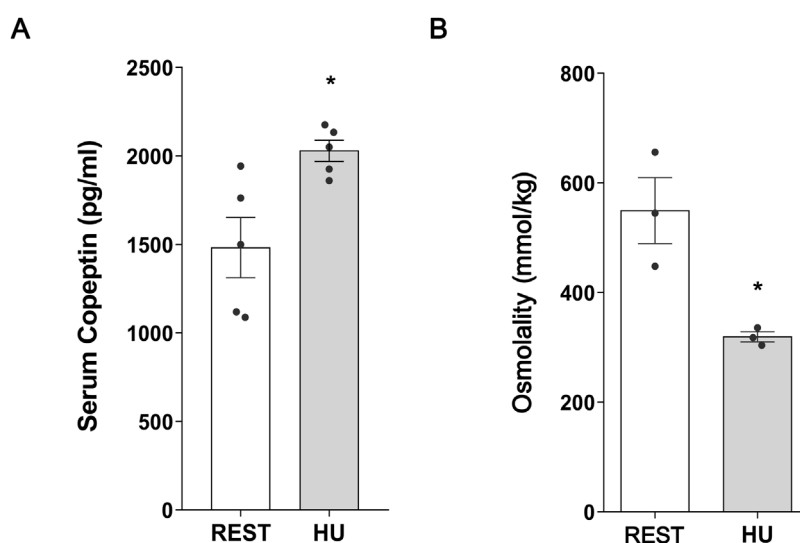 A
Serum Copeptin (pg/ml)
2500
2000
1500
1000
500
0
*
REST HU
B
Osmolality (mmol/kg)
800
600
400
200
0
*
REST HU